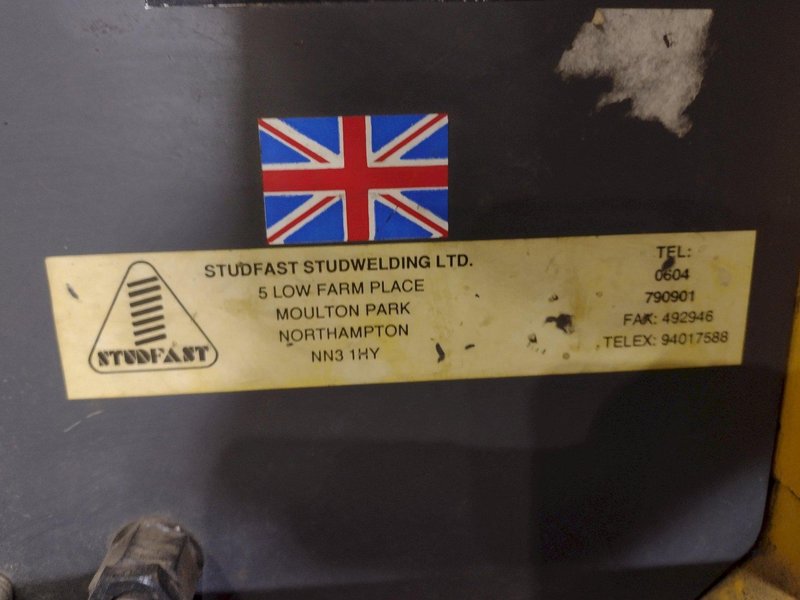 STUDFAST
STUDFAST STUDWELDING LTD.
5 LOW FARM PLACE
MOULTON PARK
NORTHAMPTON
NN3 1HY
TEL:
0604
790901
FAX: 492946
TELEX: 94017588